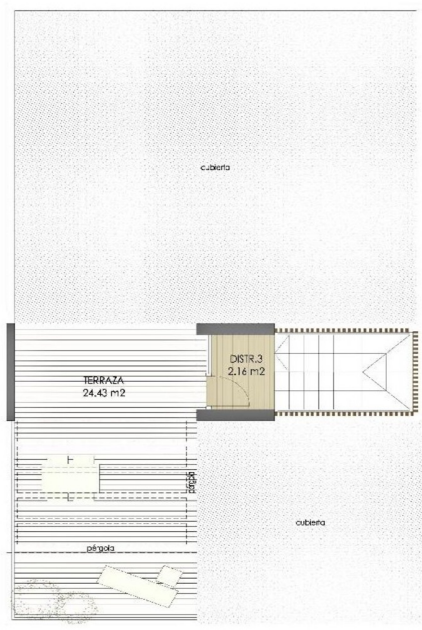 cubierta
DISTR.3
2.16 m2
TERRAZA
24.43 m2
pérgola
cubierta
pérgola